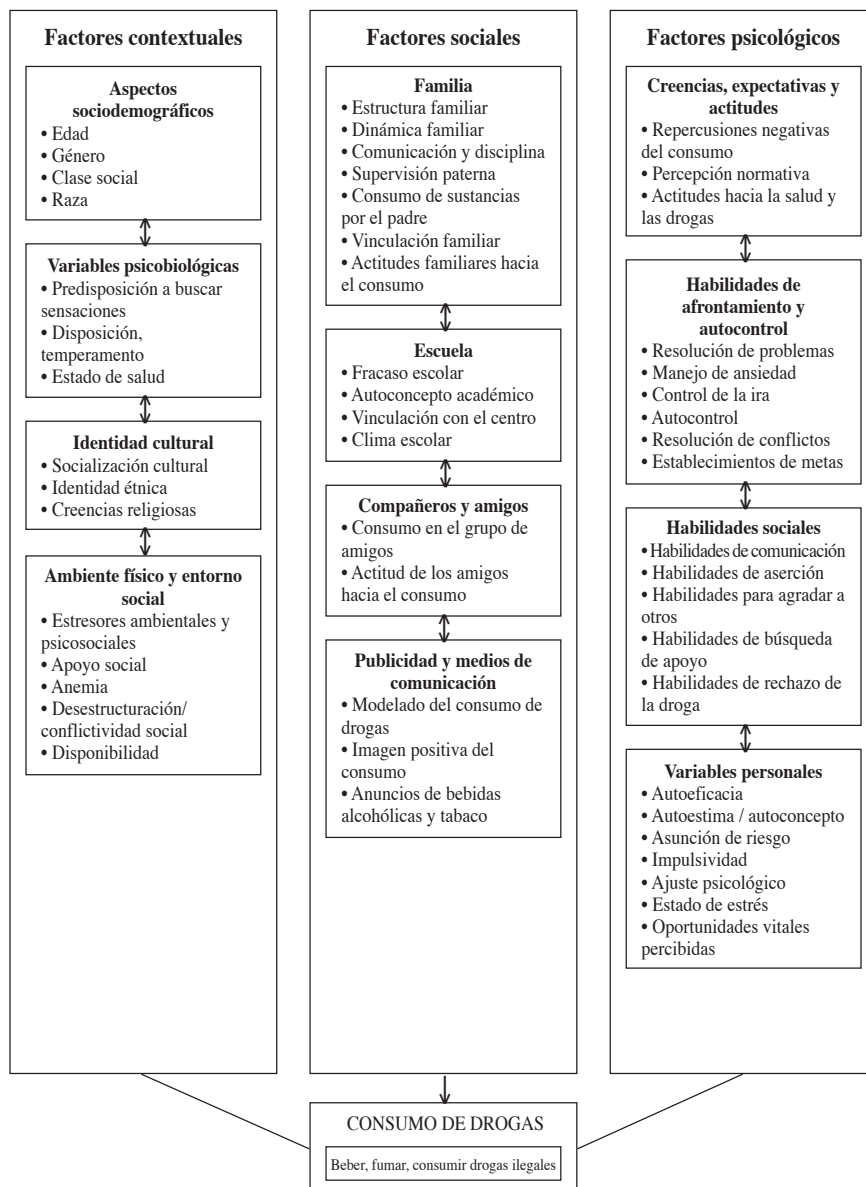 Factores contextuales
Aspectos
sociodemográficos
• Edad
• Género
• Clase social
• Raza
Variables psicobiológicas
• Predisposición a buscar
sensaciones
• Disposición,
temperamento
• Estado de salud
Identidad cultural
• Socialización cultural
• Identidad étnica
• Creencias religiosas
Ambiente físico y entorno
social
• Estresores ambientales y
psicosociales
• Apoyo social
• Anemia
• Desestructuración/
conflictividad social
• Disponibilidad
Factores sociales
Familia
• Estructura familiar
• Dinámica familiar
• Comunicación y disciplina
• Supervisión paterna
• Consumo de sustancias
por el padre
• Vinculación familiar
• Actitudes familiares hacia
el consumo
Escuela
• Fracaso escolar
• Autoconcepto académico
• Vinculación con el centro
• Clima escolar
Compañeros y amigos
• Consumo en el grupo de
amigos
• Actitud de los amigos
hacia el consumo
Publicidad y medios de
comunicación
• Modelado del consumo de
drogas
• Imagen positiva del
consumo
• Anuncios de bebidas
alcohólicas y tabaco
Factores psicológicos
Creencias, expectativas y
actitudes
• Repercusiones negativas
del consumo
• Percepción normativa
• Actitudes hacia la salud y
las drogas
Habilidades de
afrontamiento y
autocontrol
• Resolución de problemas
• Manejo de ansiedad
• Control de la ira
• Autocontrol
• Resolución de conflictos
• Establecimientos de metas
Habilidades sociales
• Habilidades de comunicación
• Habilidades de aserción
• Habilidades para agradar a
otros
• Habilidades de búsqueda
de apoyo
• Habilidades de rechazo de
la droga
Variables personales
• Autoeficacia
• Autoestima / autoconcepto
• Asunción de riesgo
• Impulsividad
• Ajuste psicológico
• Estado de estrés
• Oportunidades vitales
percibidas
CONSUMO DE DROGAS
Beber, fumar, consumir drogas ilegales